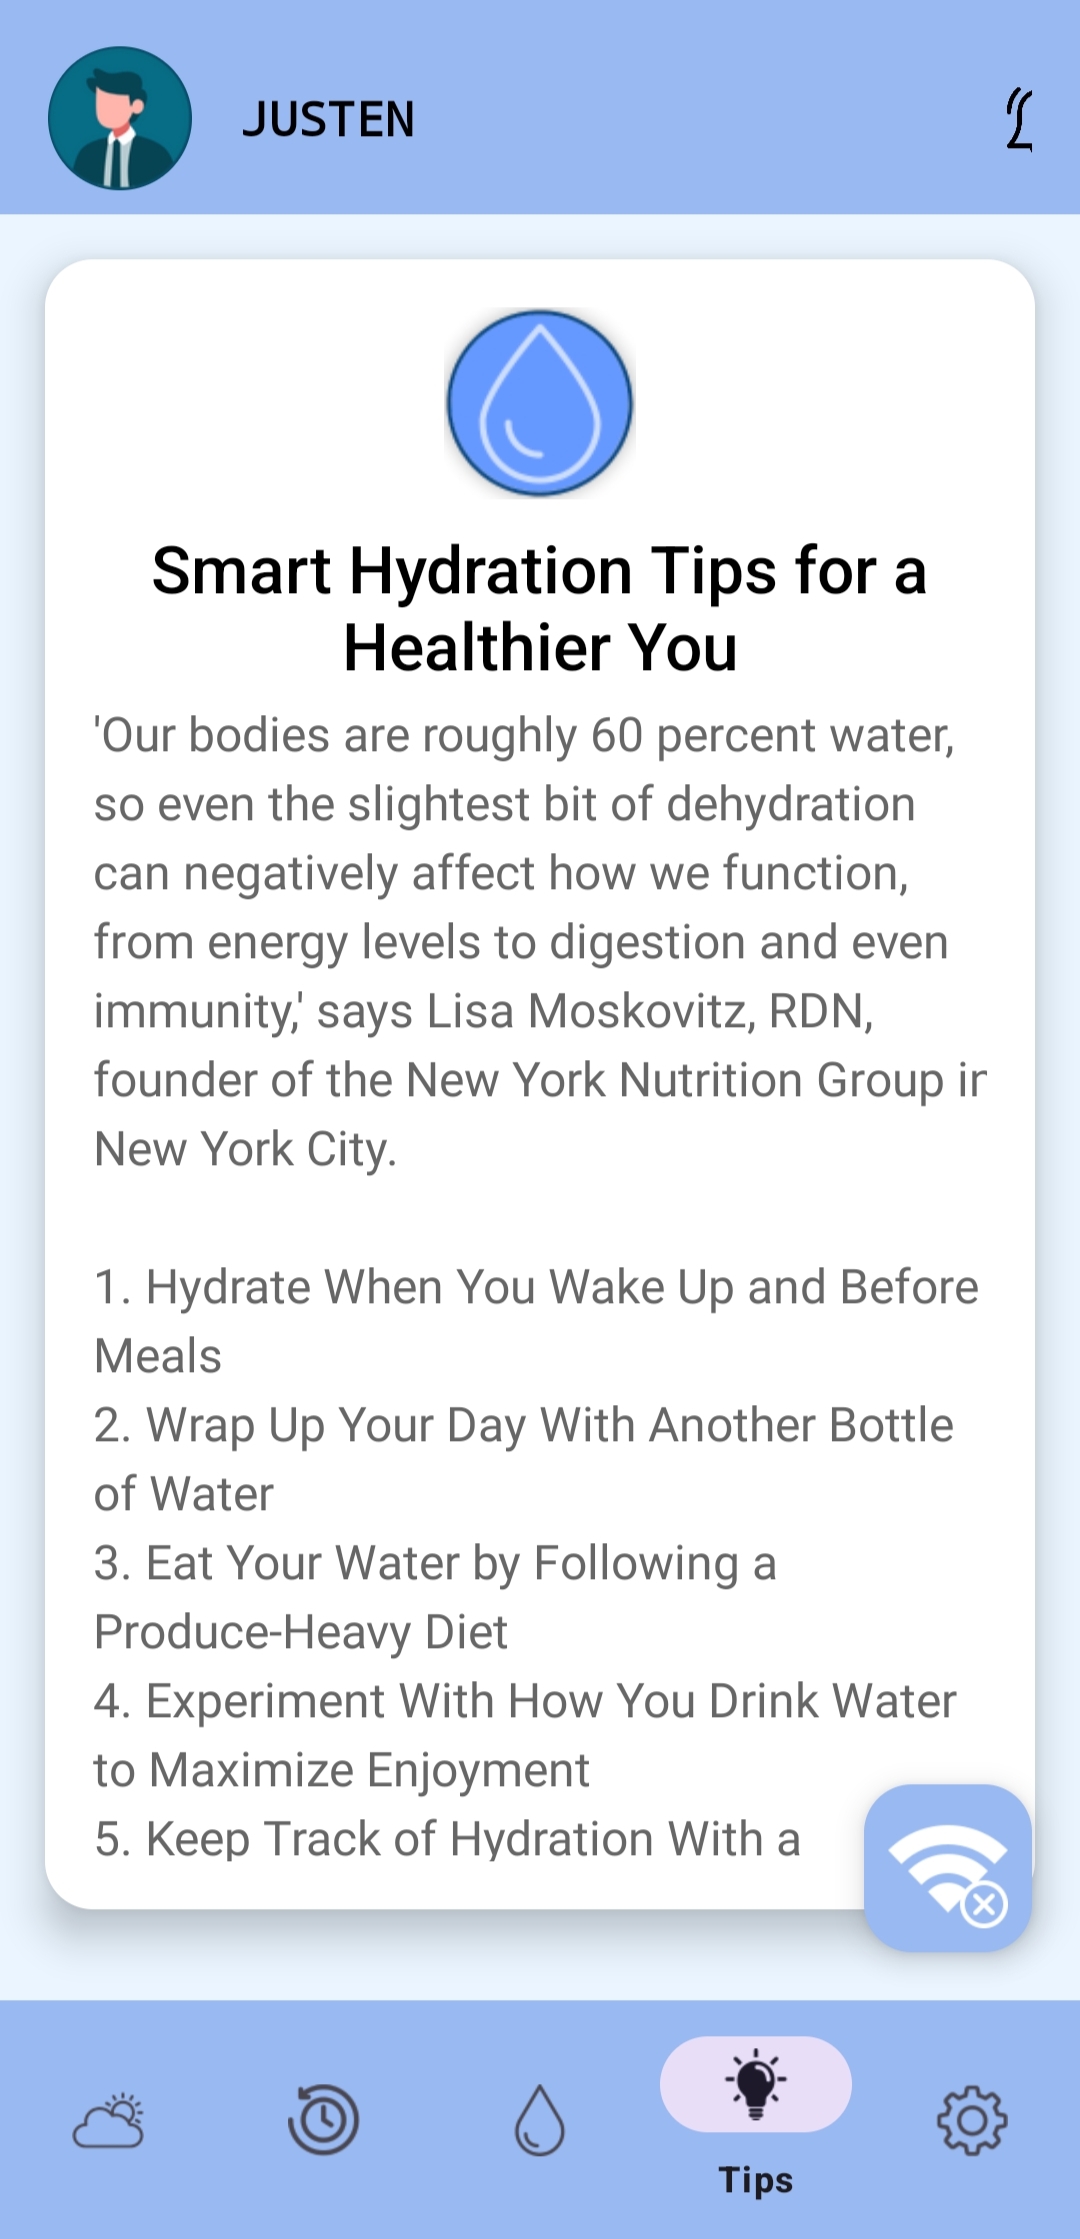 JUSTEN
Smart Hydration Tips for a
Healthier You
'Our bodies are roughly 60 percent water,
so even the slightest bit of dehydration
can negatively affect how we function,
from energy levels to digestion and even
immunity,' says Lisa Moskovitz, RDN,
founder of the New York Nutrition Group in
New York City.
1. Hydrate When You Wake Up and Before
Meals
2. Wrap Up Your Day With Another Bottle
of Water
3. Eat Your Water by Following a
Produce-Heavy Diet
4. Experiment With How You Drink Water
to Maximize Enjoyment
5. Keep Track of Hydration With a
Tips